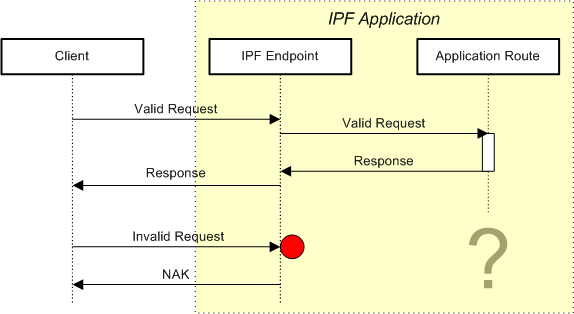 IPF Application
Client
IPF Endpoint
Application Route
Valid Request
Valid Request
Response
Response
Invalid Request
?
NAK